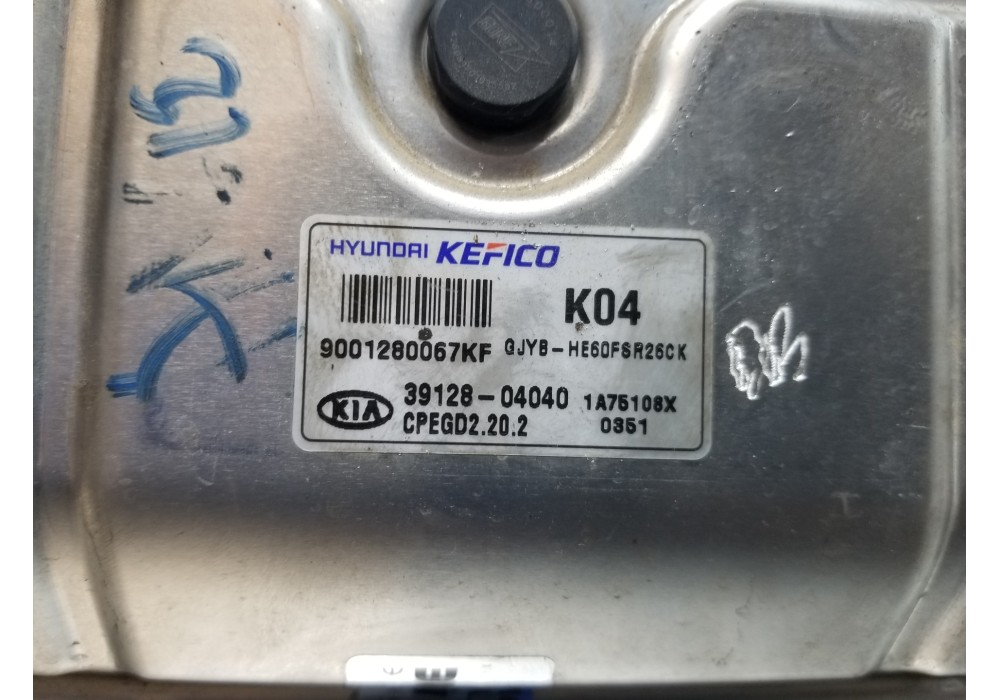 HYUNDAI KEFICO
K04
9001280067KF GJYB-HE60FSR26CK
KIA 39128-04040 1A75108X
CPEGD2.20.2 0351